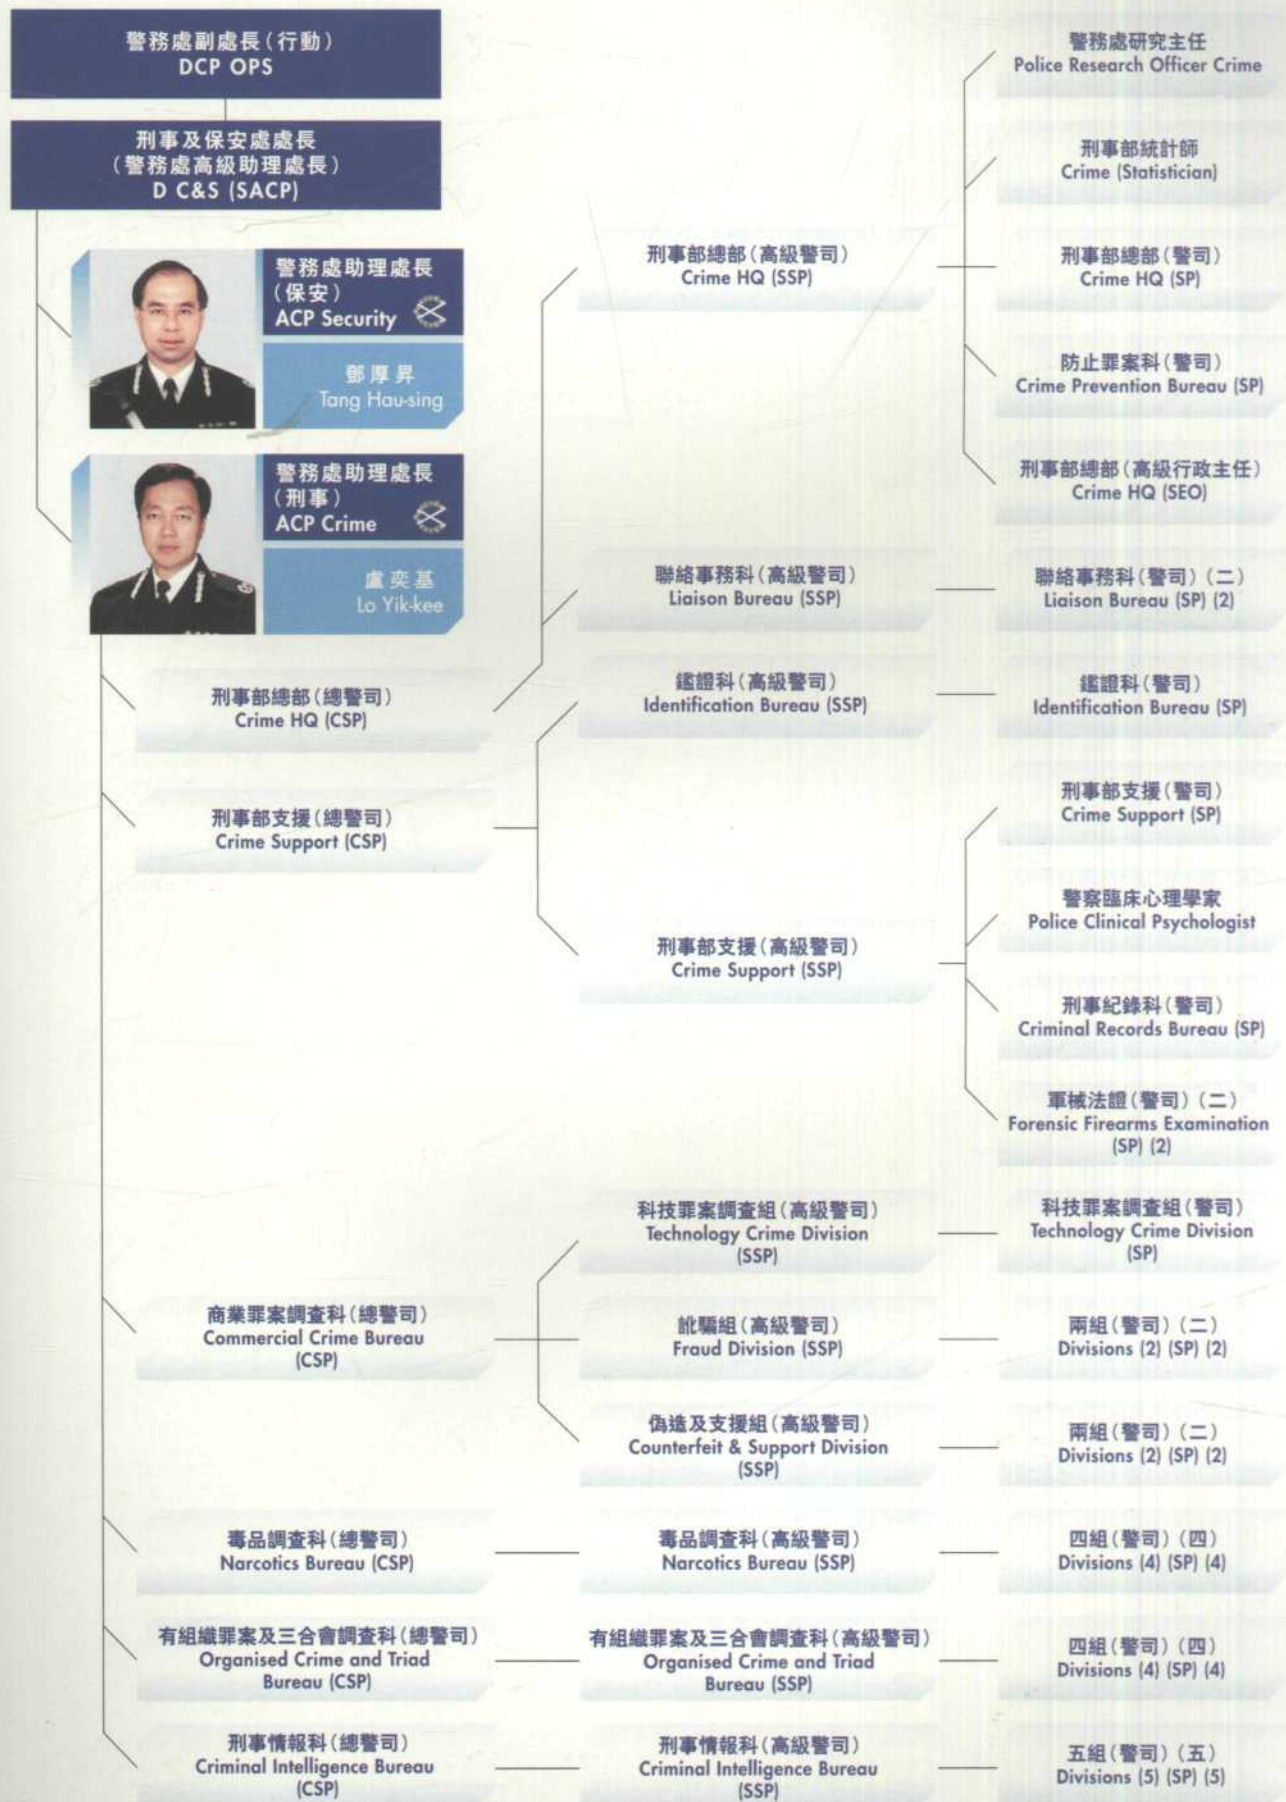 警務處副處長(行動)
DCP OPS
刑事及保安處處長
(警務處高級助理處長)
D C&S (SACP)
警務處助理處長
(保安)
ACP Security
鄧厚昇
Tang Hau-sing
警務處助理處長
(刑事)
ACP Crime
盧奕基
Lo Yik-kee
刑事部總部(總警司)
Crime HQ (CSP)
刑事部支援(總警司)
Crime Support (CSP)
商業罪案調查科(總警司)
Commercial Crime Bureau
(CSP)
毒品調查科(總警司)
Narcotics Bureau (CSP)
有組織罪案及三合會調查科(總警司)
Organised Crime and Triad
Bureau (CSP)
刑事情報科(總警司)
Criminal Intelligence Bureau
(CSP)
刑事部總部(高級警司)
Crime HQ (SSP)
聯絡事務科(高級警司)
Liaison Bureau (SSP)
鑑證科(高級警司)
Identification Bureau (SSP)
刑事部支援(高級警司)
Crime Support (SSP)
科技罪案調查組(高級警司)
Technology Crime Division
(SSP)
訛騙組(高級警司)
Fraud Division (SSP)
偽造及支援組(高級警司)
Counterfeit & Support Division
(SSP)
毒品調查科(高級警司)
Narcotics Bureau (SSP)
有組織罪案及三合會調查科(高級警司)
Organised Crime and Triad
Bureau (SSP)
刑事情報科(高級警司)
Criminal Intelligence Bureau
(SSP)
警務處研究主任
Police Research Officer Crime
刑事部統計師
Crime (Statistician)
刑事部總部(警司)
Crime HQ (SP)
防止罪案科(警司)
Crime Prevention Bureau (SP)
刑事部總部(高級行政主任)
Crime HQ (SEO)
聯絡事務科(警司)(二)
Liaison Bureau (SP) (2)
鑑證科(警司)
Identification Bureau (SP)
刑事部支援(警司)
Crime Support (SP)
警察臨床心理學家
Police Clinical Psychologist
刑事紀錄科(警司)
Criminal Records Bureau (SP)
軍械法證(警司)(二)
Forensic Firearms Examination
(SP) (2)
科技罪案調查組(警司)
Technology Crime Division
(SP)
兩組(警司)(二)
Divisions (2) (SP) (2)
兩組(警司)(二)
Divisions (2) (SP) (2)
四組(警司)(四)
Divisions (4) (SP) (4)
四組(警司)(四)
Divisions (4) (SP) (4)
五組(警司)(五)
Divisions (5) (SP) (5)